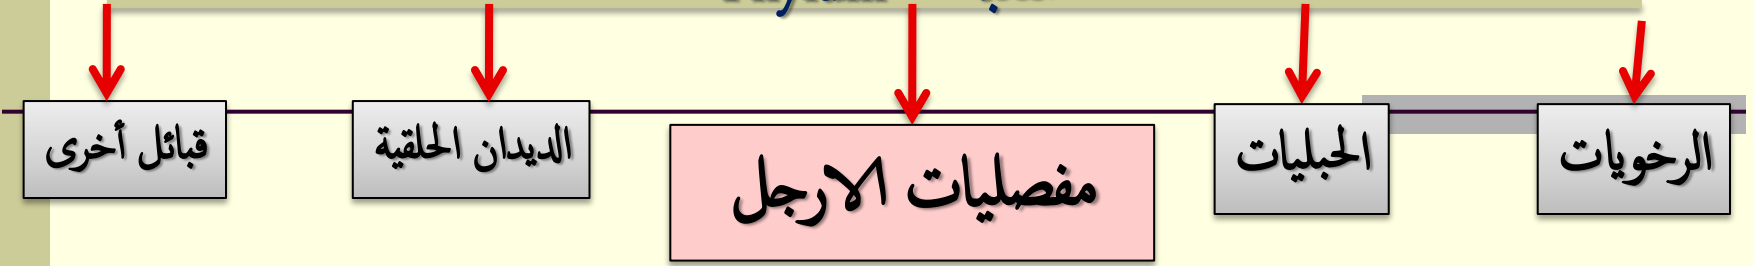 الرخويات
الحبليات
مفصليات الارجل
الديدان الحلقية
قبائل أخرى